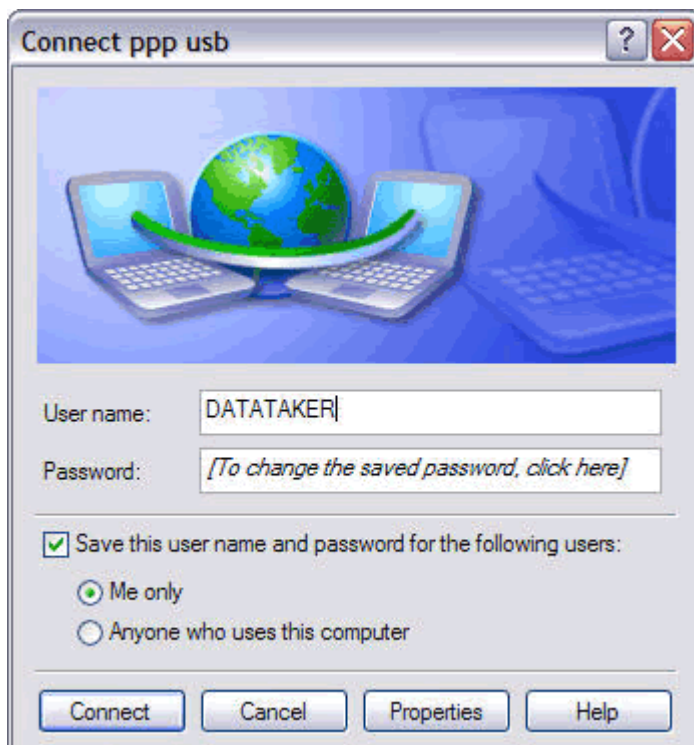 Connect ppp usb
?
User name: DATATAKER
Password: [To change the saved password, click here]
Save this user name and password for the following users:
Me only
Anyone who uses this computer
Connect Cancel Properties Help